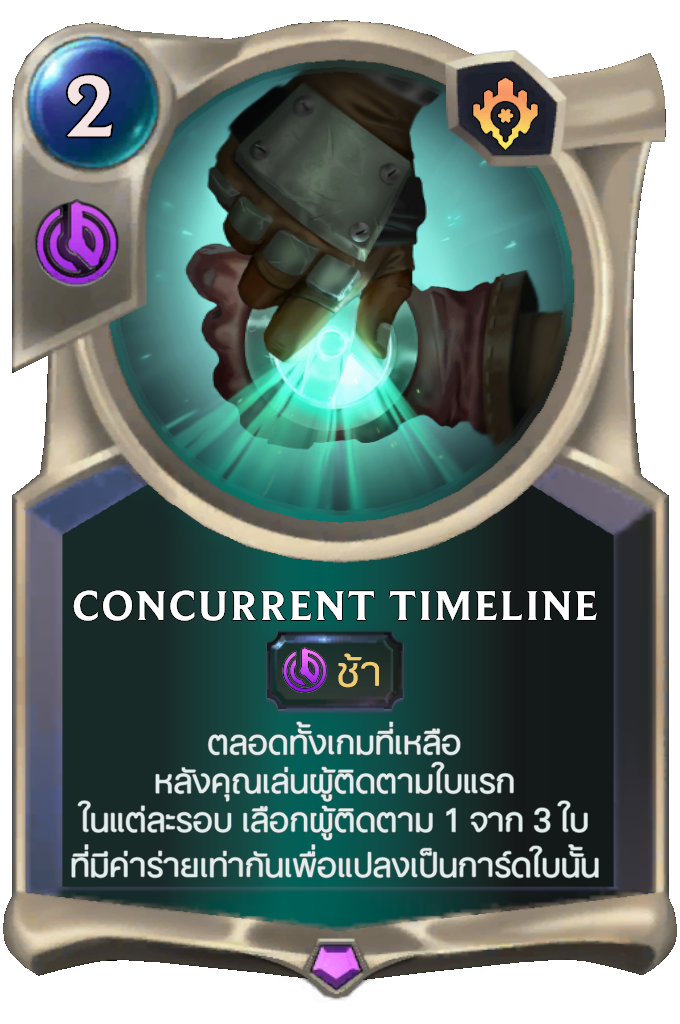 2
CONCURRENT TIMELINE
ช้า
ตลอดทั้งเกมที่เหลือ
หลังคุณเล่นผู้ติดตามใบแรก
ในแต่ละรอบ เลือกผู้ติดตาม 1 จาก 3 ใบ
ที่มีค่าร่ายเท่ากันเพื่อแปลงเป็นการ์ดใบนั้น